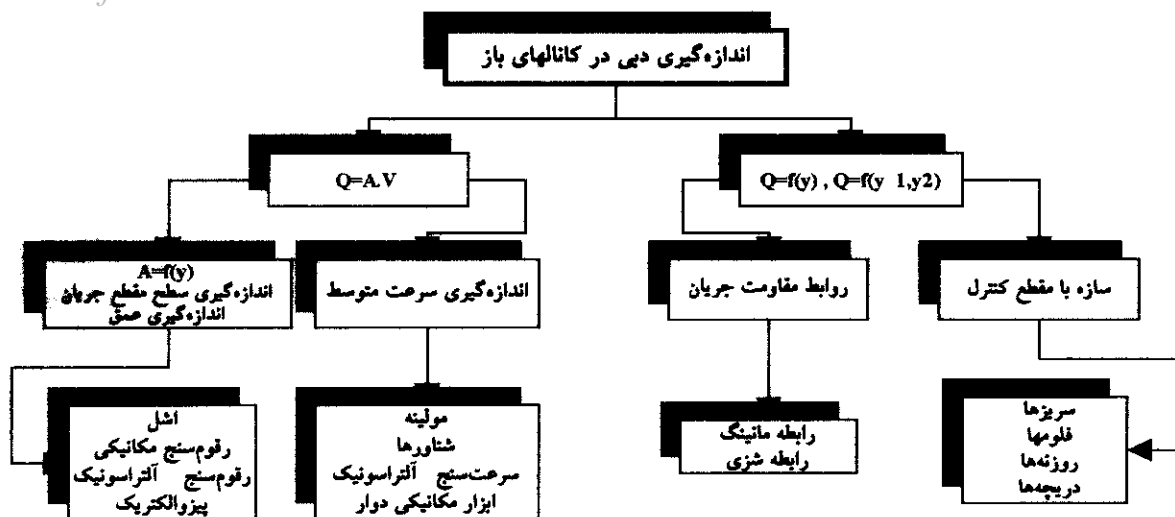 اندازه‌گیری دبی در کانالهای باز
Q=f(y) , Q=f(y 1,y2)
Q=A.V
سازه با مقطع کنترل
روابط مقاومت جریان
اندازه‌گیری سرعت متوسط
A=f(y)
اندازه‌گیری سطح مقطع جریان
اندازه‌گیری عمق
سریزها
فلومها
روزنه‌ها
دریچه‌ها
رابطه مانینگ
رابطه شزی
مولینه
شناورها
سرعت‌سنج آلتراسونیک
ابزار مکانیکی دوار
اشل
رقوم‌سنج مکانیکی
رقوم‌سنج آلتراسونیک
پیزوالکتریک